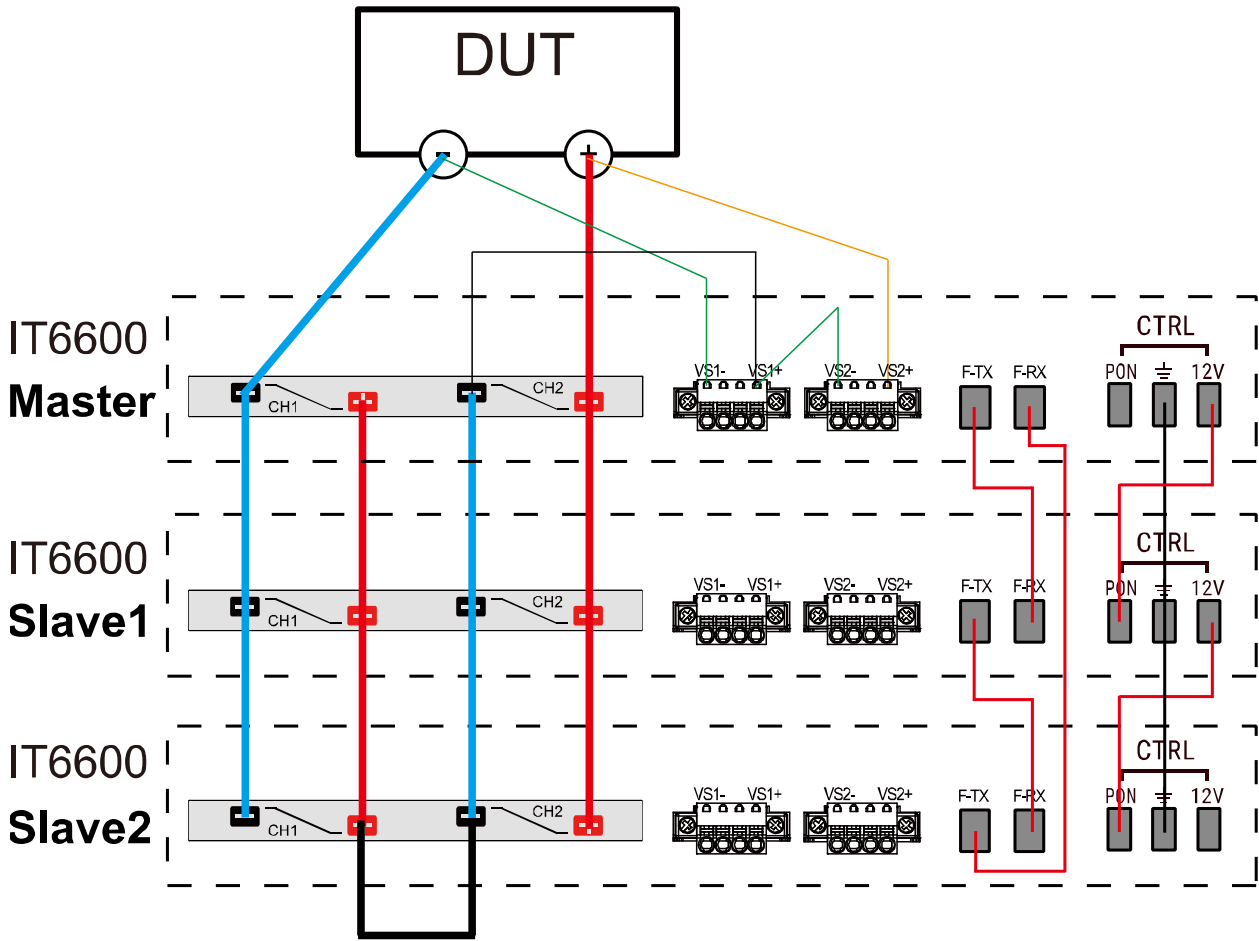 DUT
- +
IT6600
Master
CH1
CH2
VS1- VS1+
VS2- VS2+
F-TX F-RX
CTRL
PON 12V
IT6600
Slave1
CH1
CH2
VS1- VS1+
VS2- VS2+
F-TX F-RX
CTRL
PON 12V
IT6600
Slave2
CH1
CH2
VS1- VS1+
VS2- VS2+
F-TX F-RX
CTRL
PON 12V